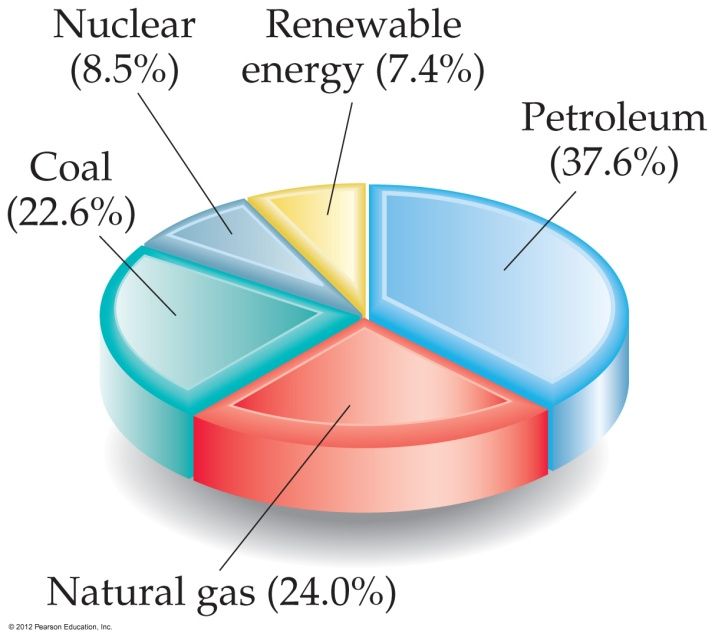 Nuclear
(8.5%)
Renewable
energy (7.4%)
Petroleum
(37.6%)
Coal
(22.6%)
Natural gas (24.0%)
© 2012 Pearson Education, Inc.